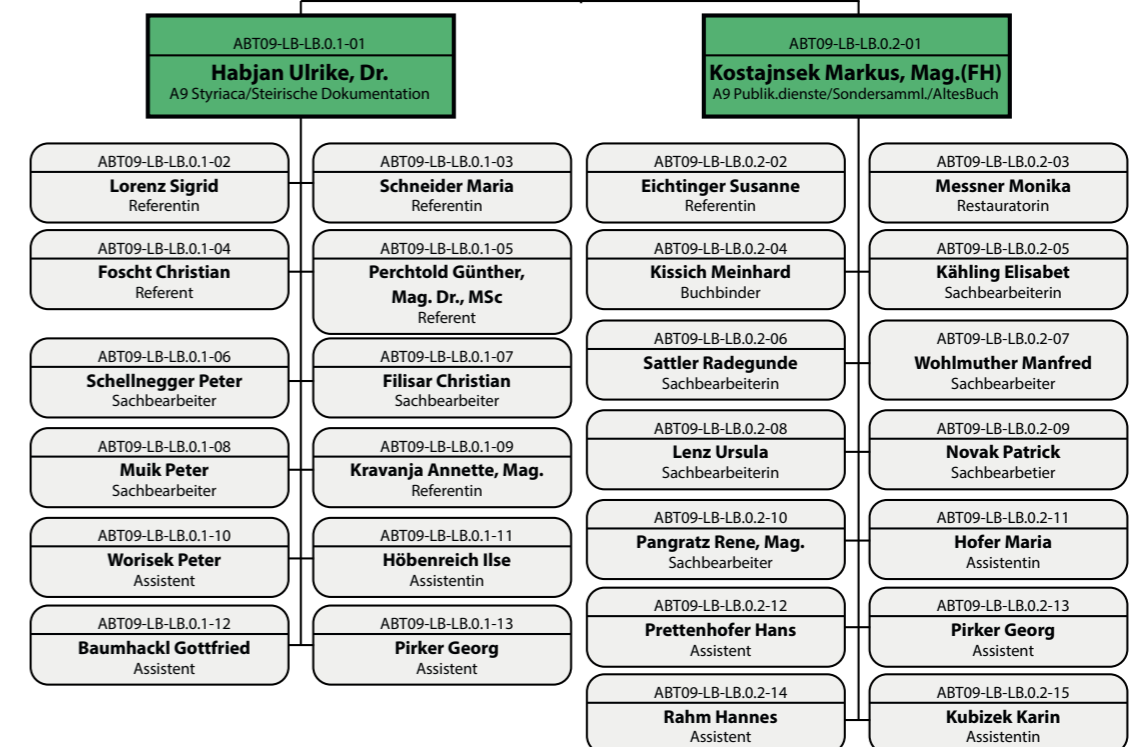 ABT09-LB-LB.0.1-01
Habjan Ulrike, Dr.
A9 Styriaca/Steirische Dokumentation
ABT09-LB-LB.0.1-02
Lorenz Sigrid
Referentin
ABT09-LB-LB.0.1-03
Schneider Maria
Referentin
ABT09-LB-LB.0.1-04
Foscht Christian
Referent
ABT09-LB-LB.0.1-05
Perchtold Günther,
Mag. Dr., MSc
Referent
ABT09-LB-LB.0.1-06
Schellnegger Peter
Sachbearbeiter
ABT09-LB-LB.0.1-07
Filisar Christian
Sachbearbeiter
ABT09-LB-LB.0.1-08
Muik Peter
Sachbearbeiter
ABT09-LB-LB.0.1-09
Kravanja Annette, Mag.
Referentin
ABT09-LB-LB.0.1-10
Worisek Peter
Assistent
ABT09-LB-LB.0.1-11
Höbenreich Ilse
Assistentin
ABT09-LB-LB.0.1-12
Baumhackl Gottfried
Assistent
ABT09-LB-LB.0.1-13
Pirker Georg
Assistent
ABT09-LB-LB.0.2-01
Kostajnsek Markus, Mag.(FH)
A9 Publik.dienste/Sondersamml./AltesBuch
ABT09-LB-LB.0.2-02
Eichtinger Susanne
Referentin
ABT09-LB-LB.0.2-03
Messner Monika
Restauratorin
ABT09-LB-LB.0.2-04
Kissich Meinhard
Buchbinder
ABT09-LB-LB.0.2-05
Kähling Elisabet
Sachbearbeiterin
ABT09-LB-LB.0.2-06
Sattler Radegunde
Sachbearbeiterin
ABT09-LB-LB.0.2-07
Wohlmuther Manfred
Sachbearbeiter
ABT09-LB-LB.0.2-08
Lenz Ursula
Sachbearbeiterin
ABT09-LB-LB.0.2-09
Novak Patrick
Sachbearbetier
ABT09-LB-LB.0.2-10
Pangratz Rene, Mag.
Sachbearbeiter
ABT09-LB-LB.0.2-11
Hofer Maria
Assistentin
ABT09-LB-LB.0.2-12
Prettenhofer Hans
Assistent
ABT09-LB-LB.0.2-13
Pirker Georg
Assistent
ABT09-LB-LB.0.2-14
Rahm Hannes
Assistent
ABT09-LB-LB.0.2-15
Kubizek Karin
Assistentin